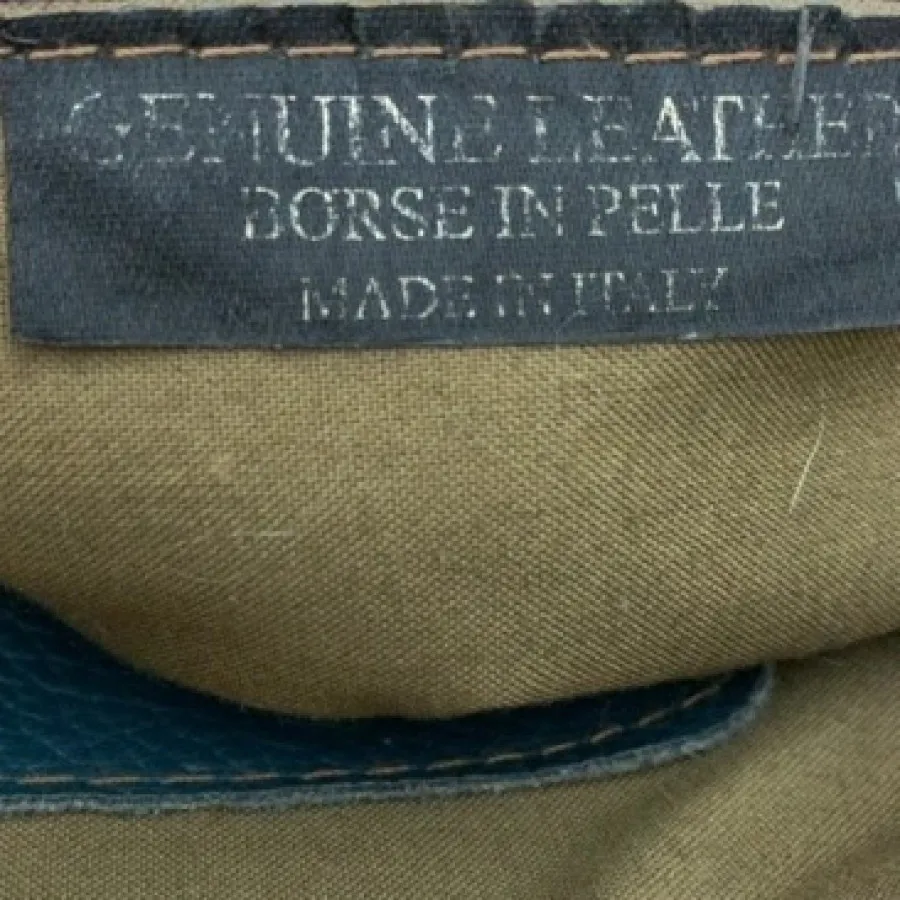 GENUINE LEATHER
BORSE IN PELLE
MADE IN ITALY